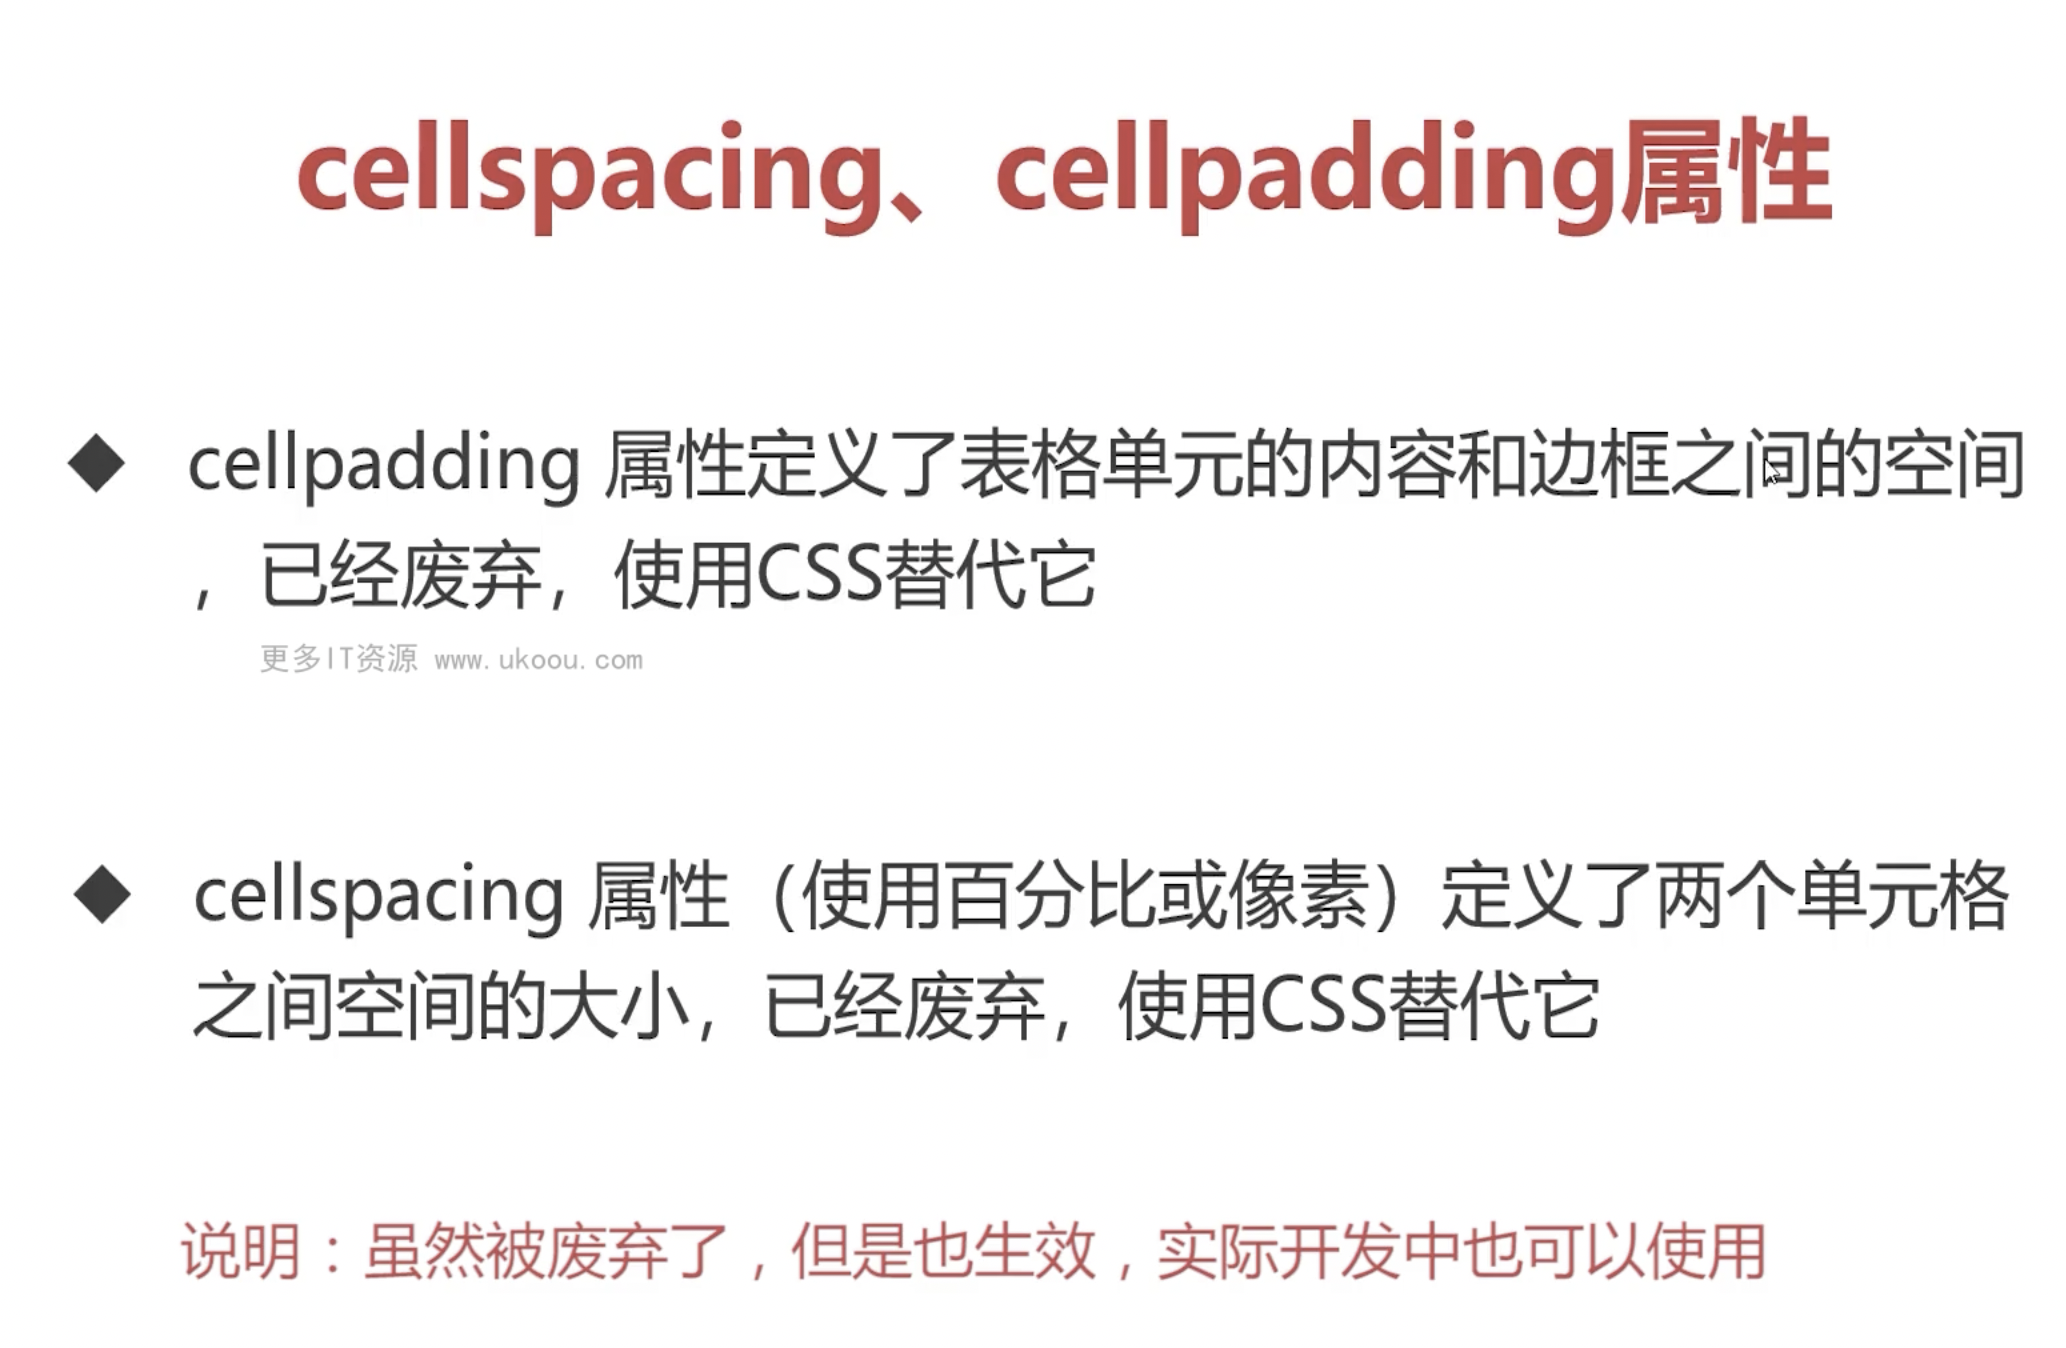 cellspacing、cellpadding属性
◆ cellpadding 属性定义了表格单元的内容和边框之间的空间
，已经废弃，使用CSS替代它
更多IT资源 www.ukoou.com
◆ cellspacing 属性（使用百分比或像素）定义了两个单元格
之间空间的大小，已经废弃，使用CSS替代它
说明：虽然被废弃了，但是也生效，实际开发中也可以使用